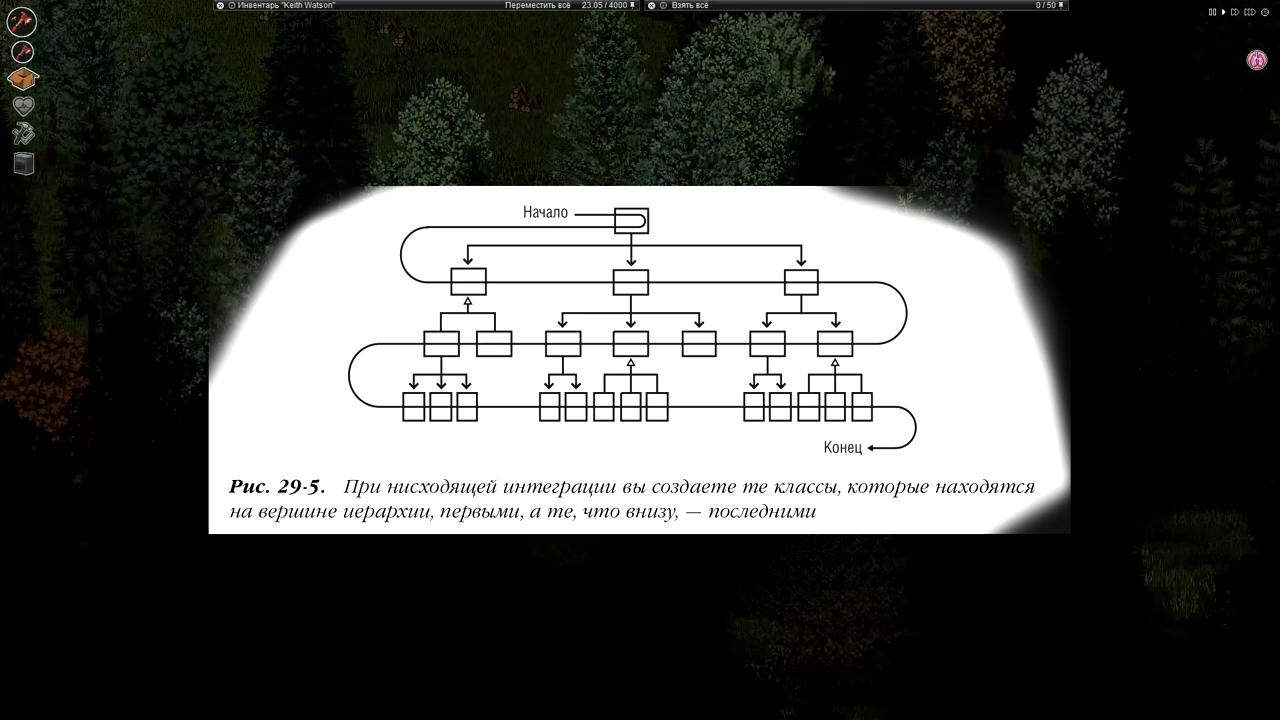 Инвентарь "Keith Watson" Переместить всё 23.05 / 4000 Взять всё 0 / 50
Начало
Конец
Рис. 29-5. При нисходящей интеграции вы создаете те классы, которые находятся
на вершине иерархии, первыми, а те, что внизу, — последними